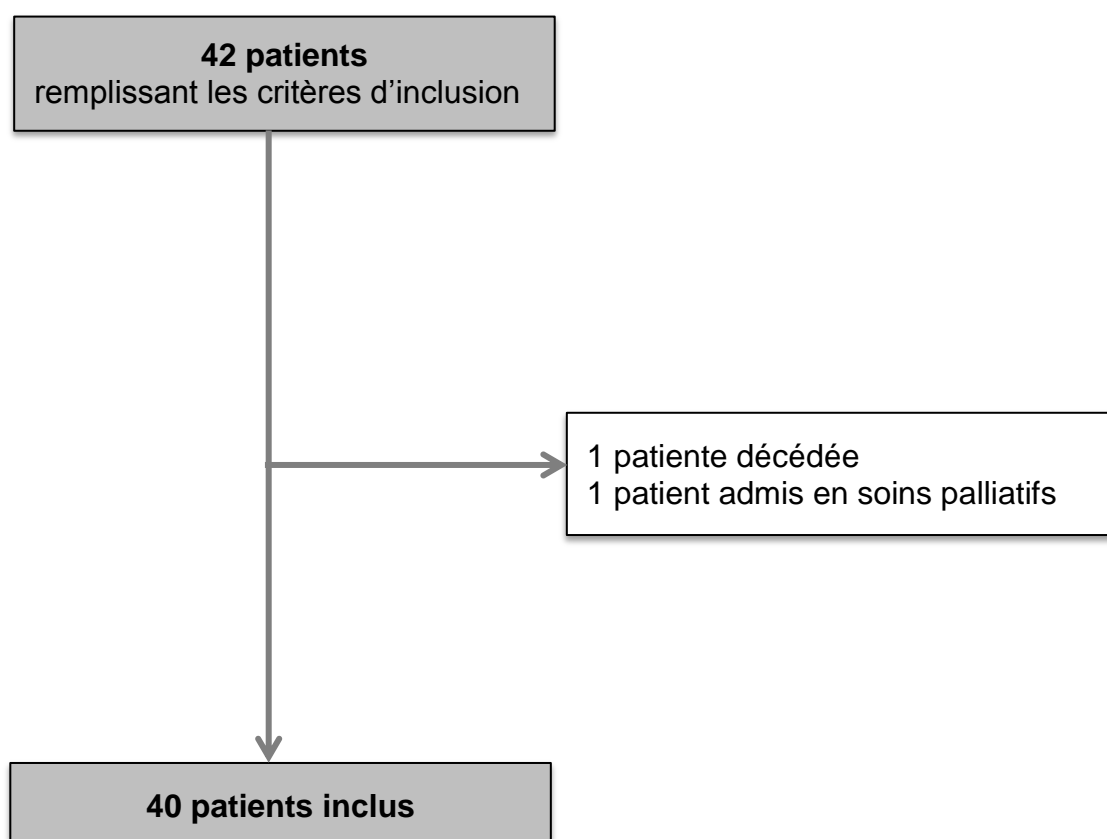 42 patients
remplissant les critères d’inclusion
1 patiente décédée
1 patient admis en soins palliatifs
40 patients inclus